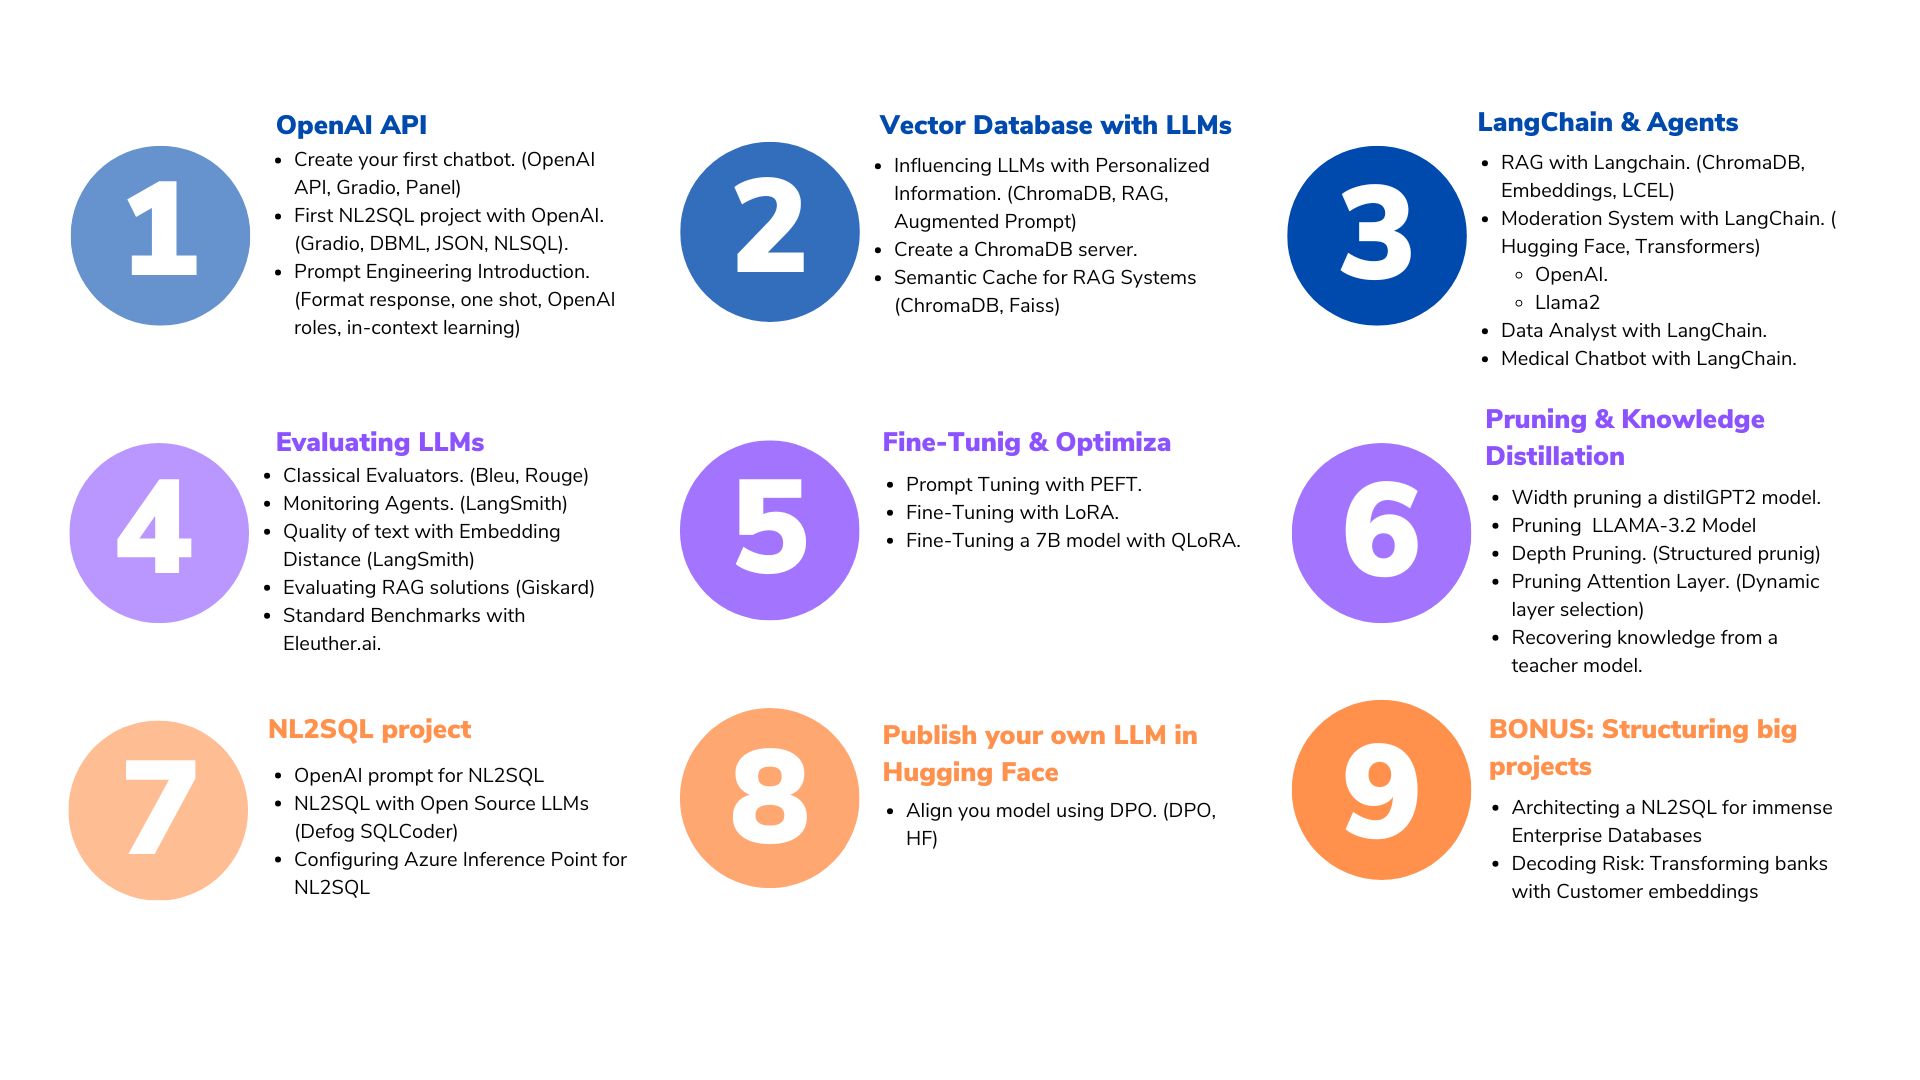 1
OpenAI API
• Create your first chatbot. (OpenAI
API, Gradio, Panel)
• First NL2SQL project with OpenAI.
(Gradio, DBML, JSON, NLSQL).
• Prompt Engineering Introduction.
(Format response, one shot, OpenAI
roles, in-context learning)
2
Vector Database with LLMs
• Influencing LLMs with Personalized
Information. (ChromaDB, RAG,
Augmented Prompt)
• Create a ChromaDB server.
• Semantic Cache for RAG Systems
(ChromaDB, Faiss)
3
LangChain & Agents
• RAG with Langchain. (ChromaDB,
Embeddings, LCEL)
• Moderation System with LangChain. (
Hugging Face, Transformers)
◦ OpenAI.
◦ Llama2
• Data Analyst with LangChain.
• Medical Chatbot with LangChain.
4
Evaluating LLMs
• Classical Evaluators. (Bleu, Rouge)
• Monitoring Agents. (LangSmith)
• Quality of text with Embedding
Distance (LangSmith)
• Evaluating RAG solutions (Giskard)
• Standard Benchmarks with
Eleuther.ai.
5
Fine-Tunig & Optimiza
• Prompt Tuning with PEFT.
• Fine-Tuning with LoRA.
• Fine-Tuning a 7B model with QLoRA.
6
Pruning & Knowledge
Distillation
• Width pruning a distilGPT2 model.
• Pruning  LLAMA-3.2 Model
• Depth Pruning. (Structured prunig)
• Pruning Attention Layer. (Dynamic
layer selection)
• Recovering knowledge from a
teacher model.
7
NL2SQL project
• OpenAI prompt for NL2SQL
• NL2SQL with Open Source LLMs
(Defog SQLCoder)
• Configuring Azure Inference Point for
NL2SQL
8
Publish your own LLM in
Hugging Face
• Align you model using DPO. (DPO,
HF)
9
BONUS: Structuring big
projects
• Architecting a NL2SQL for immense
Enterprise Databases
• Decoding Risk: Transforming banks
with Customer embeddings